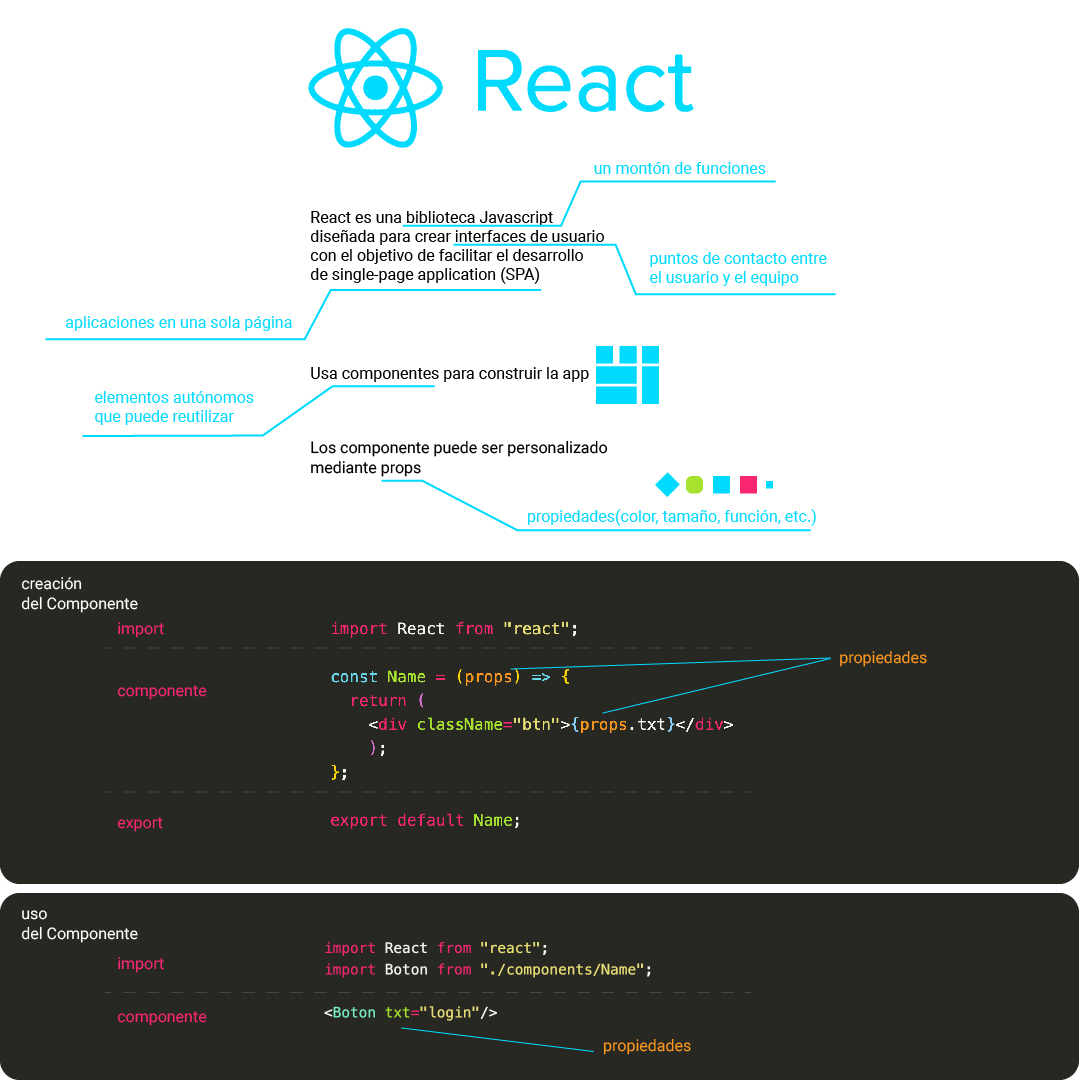 React
un montón de funciones
React es una biblioteca Javascript
diseñada para crear interfaces de usuario
con el objetivo de facilitar el desarrollo
de single-page application (SPA)
puntos de contacto entre
el usuario y el equipo
aplicaciones en una sola página
Usa componentes para construir la app
elementos autónomos
que puede reutilizar
Los componente puede ser personalizado
mediante props
propiedades(color, tamaño, función, etc.)
creación
del Componente
import
import React from "react";
propiedades
componente
const Name = (props) => {
return (
<div className="btn">{props.txt}</div>
);
};
export
export default Name;
uso
del Componente
import
import React from "react";
import Boton from "./components/Name";
componente
<Boton txt="login"/>
propiedades